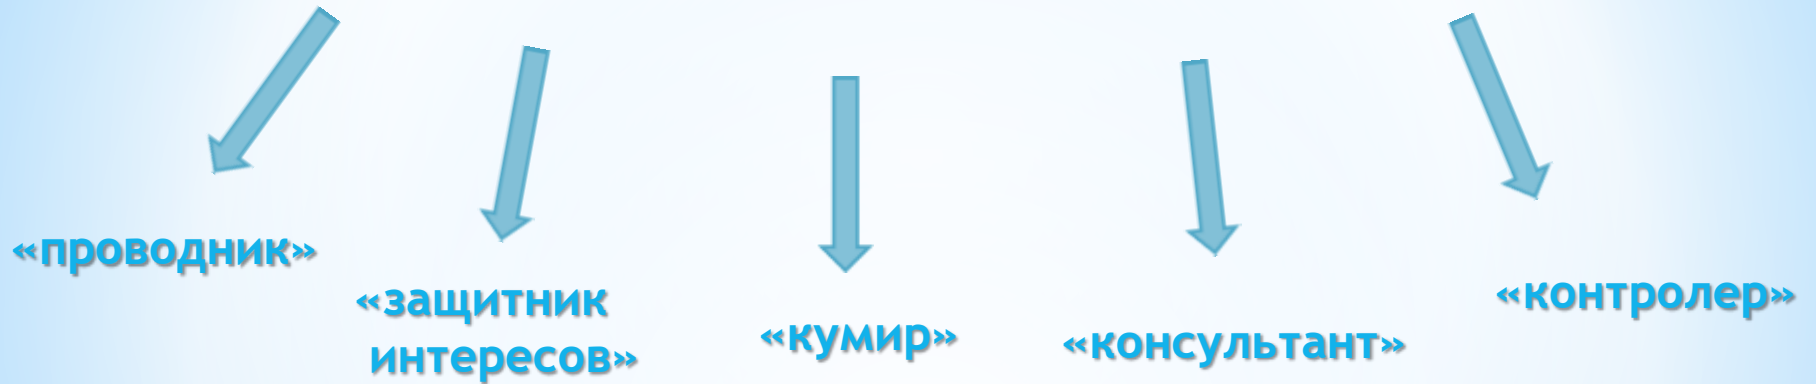 «проводник»
«защитник
интересов»
«кумир»
«консультант»
«контролер»